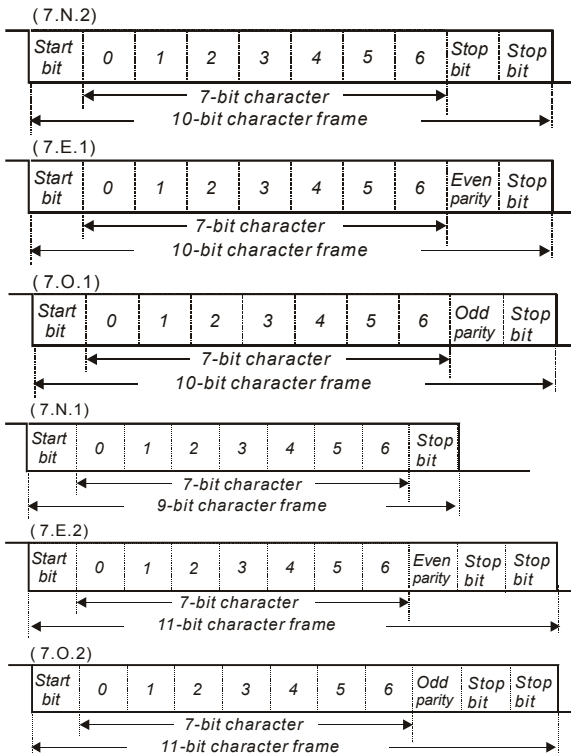 (7.N.2)
Start bit 0 1 2 3 4 5 6 Stop bit Stop bit
7-bit character
10-bit character frame
(7.E.1)
Start bit 0 1 2 3 4 5 6 Even parity Stop bit
7-bit character
10-bit character frame
(7.O.1)
Start bit 0 1 2 3 4 5 6 Odd parity Stop bit
7-bit character
10-bit character frame
(7.N.1)
Start bit 0 1 2 3 4 5 6 Stop bit
7-bit character
9-bit character frame
(7.E.2)
Start bit 0 1 2 3 4 5 6 Even parity Stop bit Stop bit
7-bit character
11-bit character frame
(7.O.2)
Start bit 0 1 2 3 4 5 6 Odd parity Stop bit Stop bit
7-bit character
11-bit character frame